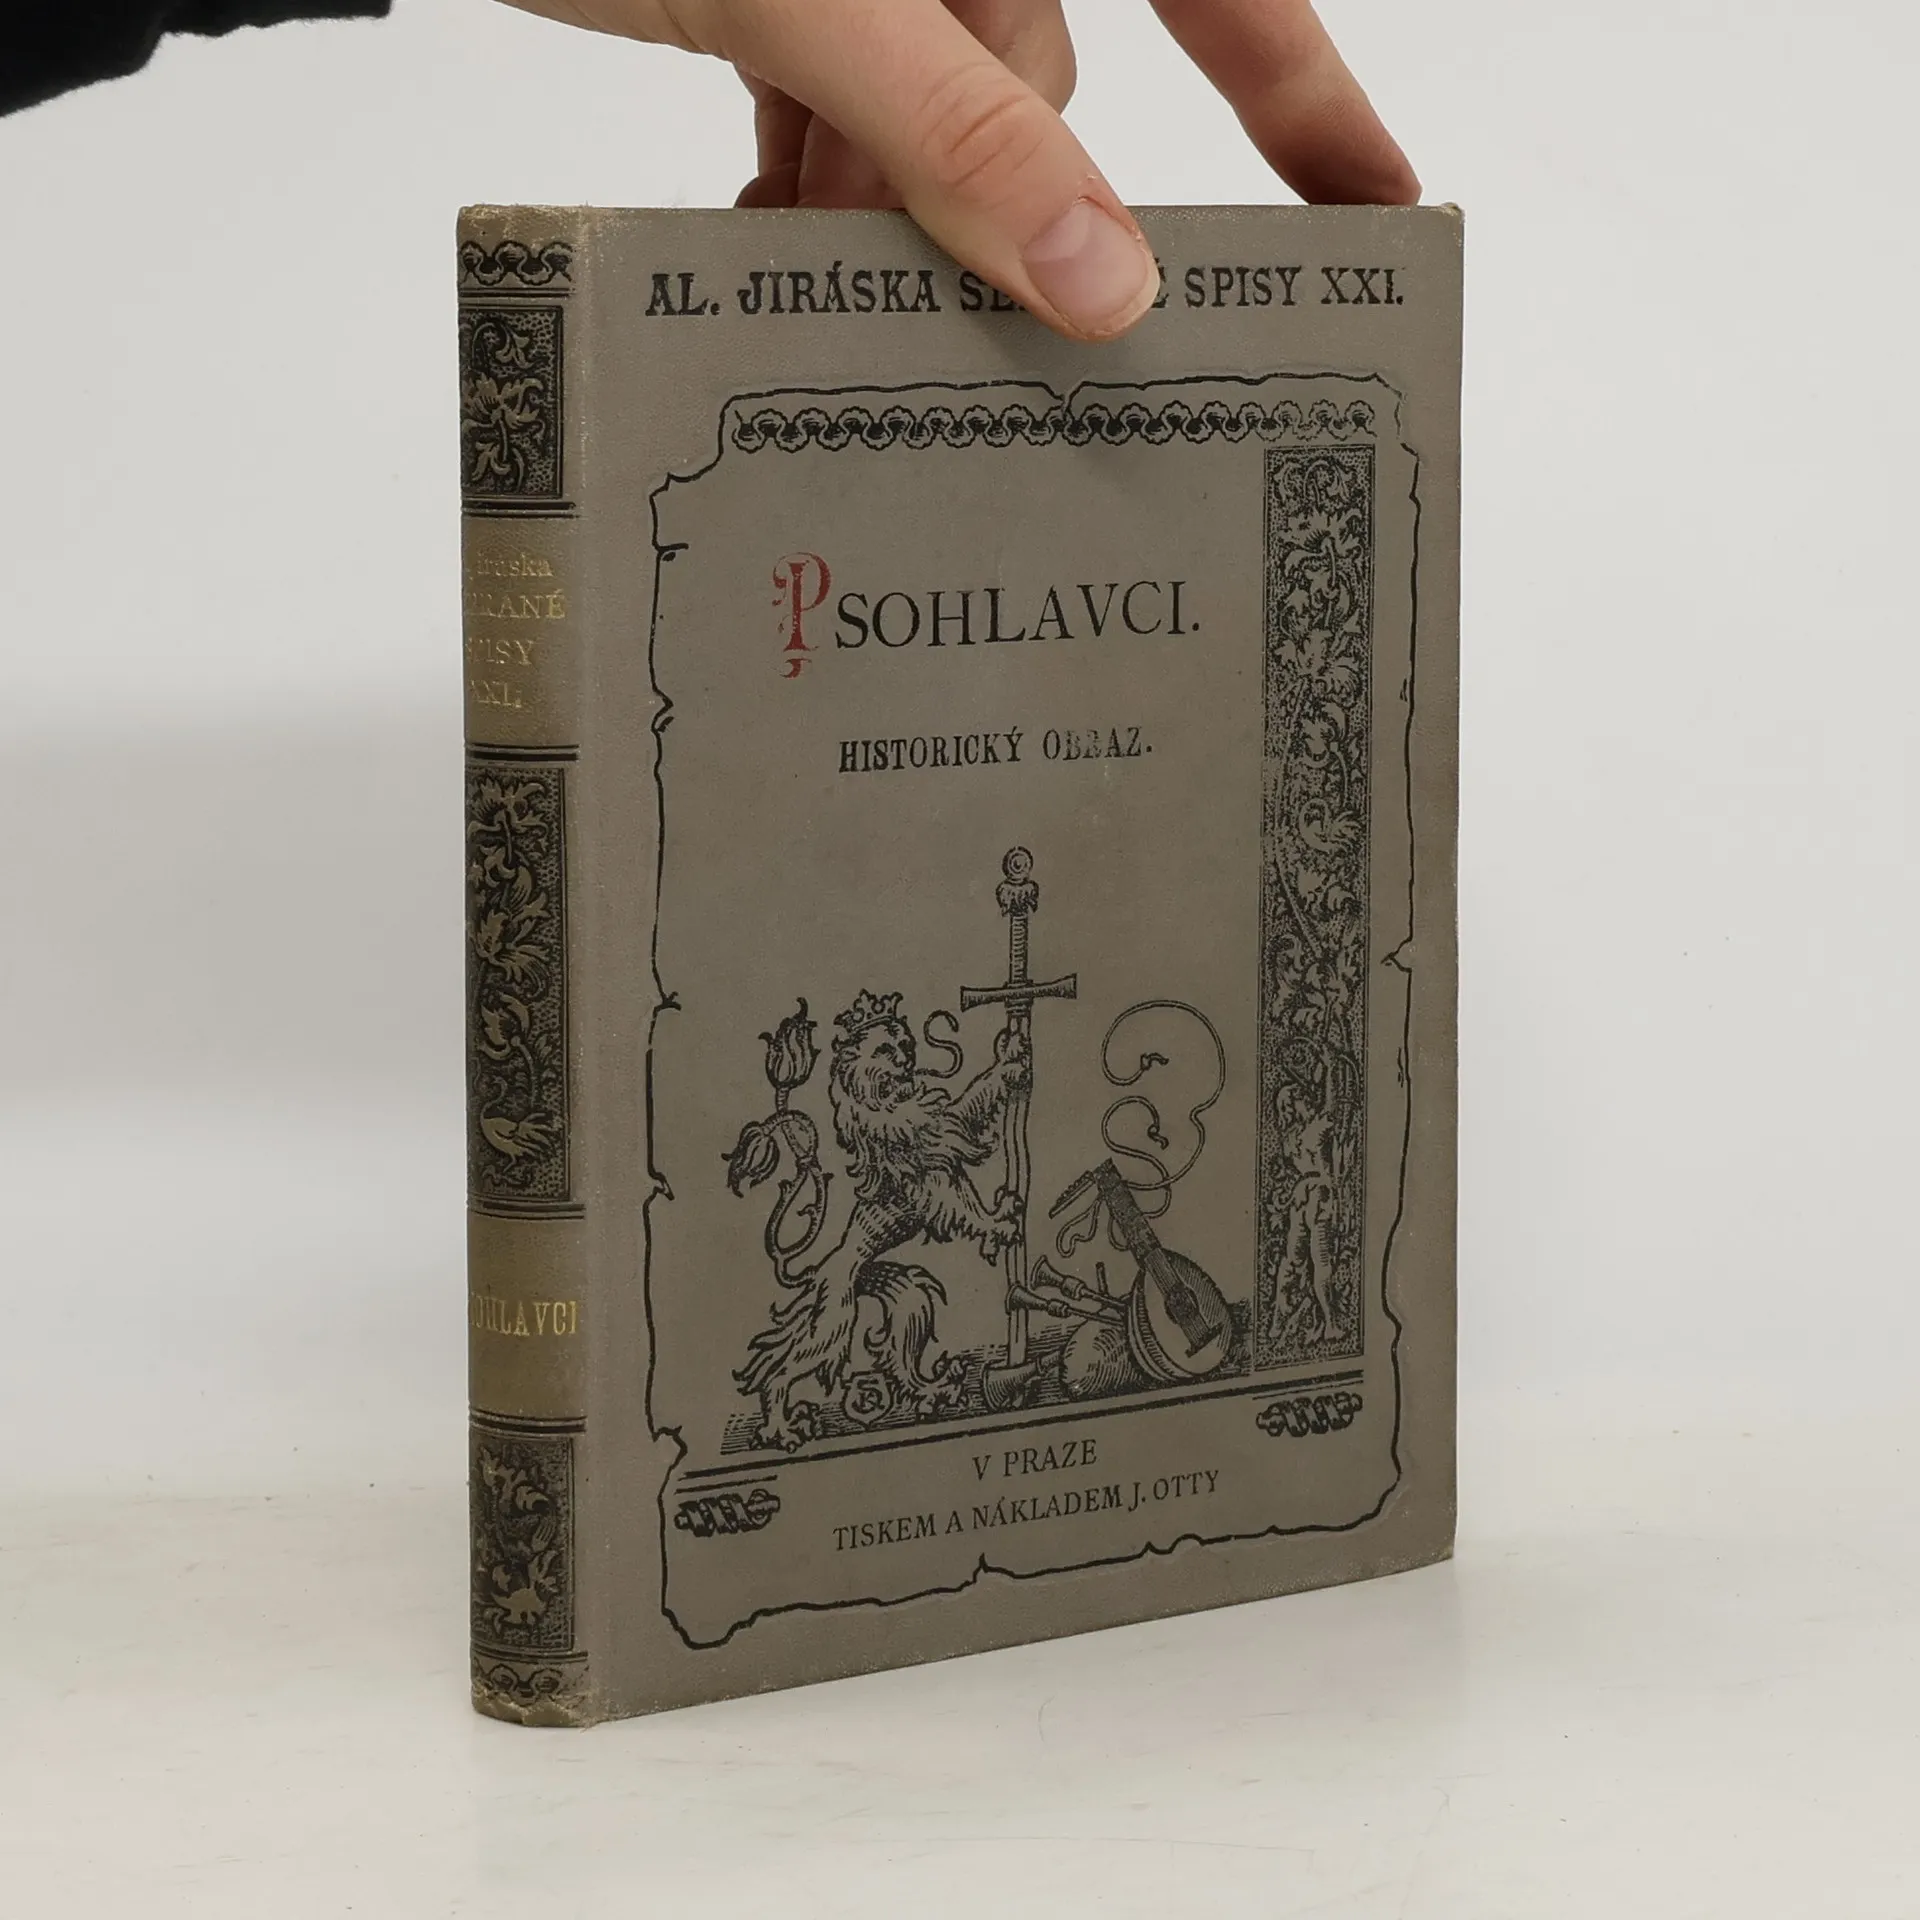 AL. JIRÁSKA SPISY XXI.
PSOHLAVCI.
HISTORICKÝ OBRAZ.
V PRAZE
TISKEM A NÁKLADEM J. OTTY
SPISY
XXI.